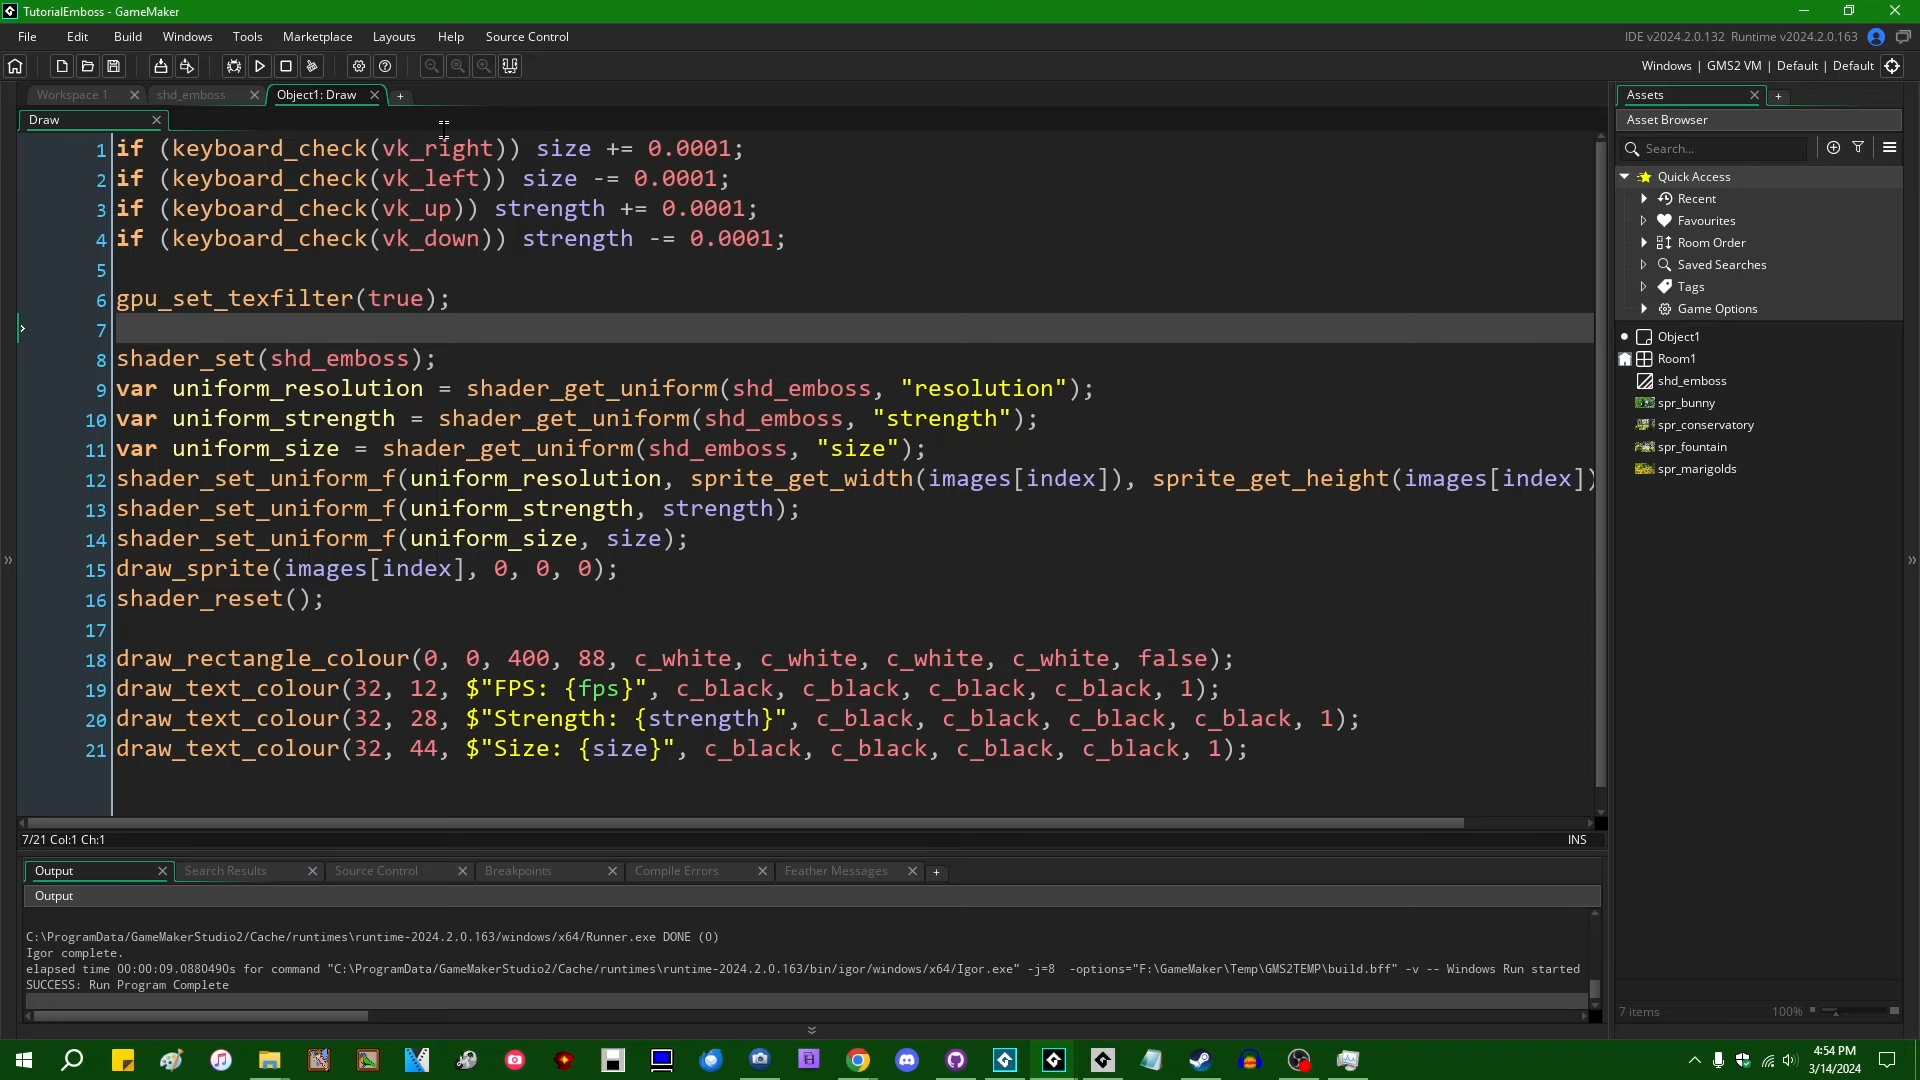 TutorialEmboss - GameMaker
File Edit Build Windows Tools Marketplace Layouts Help Source Control
IDE v2024.2.0.132 Runtime v2024.2.0.163
Windows | GMS2 VM | Default | Default
Workspace 1 shd_emboss Object1: Draw
Draw
1 if (keyboard_check(vk_right)) size += 0.0001;
2 if (keyboard_check(vk_left)) size -= 0.0001;
3 if (keyboard_check(vk_up)) strength += 0.0001;
4 if (keyboard_check(vk_down)) strength -= 0.0001;
5
6 gpu_set_texfilter(true);
7
8 shader_set(shd_emboss);
9 var uniform_resolution = shader_get_uniform(shd_emboss, "resolution");
10 var uniform_strength = shader_get_uniform(shd_emboss, "strength");
11 var uniform_size = shader_get_uniform(shd_emboss, "size");
12 shader_set_uniform_f(uniform_resolution, sprite_get_width(images[index]), sprite_get_height(images[index])
13 shader_set_uniform_f(uniform_strength, strength);
14 shader_set_uniform_f(uniform_size, size);
15 draw_sprite(images[index], 0, 0, 0);
16 shader_reset();
17
18 draw_rectangle_colour(0, 0, 400, 88, c_white, c_white, c_white, c_white, false);
19 draw_text_colour(32, 12, $"FPS: {fps}", c_black, c_black, c_black, c_black, 1);
20 draw_text_colour(32, 28, $"Strength: {strength}", c_black, c_black, c_black, c_black, 1);
21 draw_text_colour(32, 44, $"Size: {size}", c_black, c_black, c_black, c_black, 1);
7/21 Col:1 Ch:1
INS
Output Search Results Source Control Breakpoints Compile Errors Feather Messages
Output
C:\ProgramData/GameMakerStudio2/Cache/runtimes\runtime-2024.2.0.163/windows/x64/Runner.exe DONE (0)
Igor complete.
elapsed time 00:00:09.0880490s for command "C:\ProgramData/GameMakerStudio2/Cache/runtimes\runtime-2024.2.0.163/bin/igor/windows/x64/Igor.exe" -j=8 -options="F:\GameMaker\Temp\GMS2TEMP\build.bff" -v -- Windows Run started
SUCCESS: Run Program Complete
Assets
Asset Browser
Search...
Quick Access
Recent
Favourites
Room Order
Saved Searches
Tags
Game Options
Object1
Room1
shd_emboss
spr_bunny
spr_conservatory
spr_fountain
spr_marigolds
7 items
100%
4:54 PM
3/14/2024